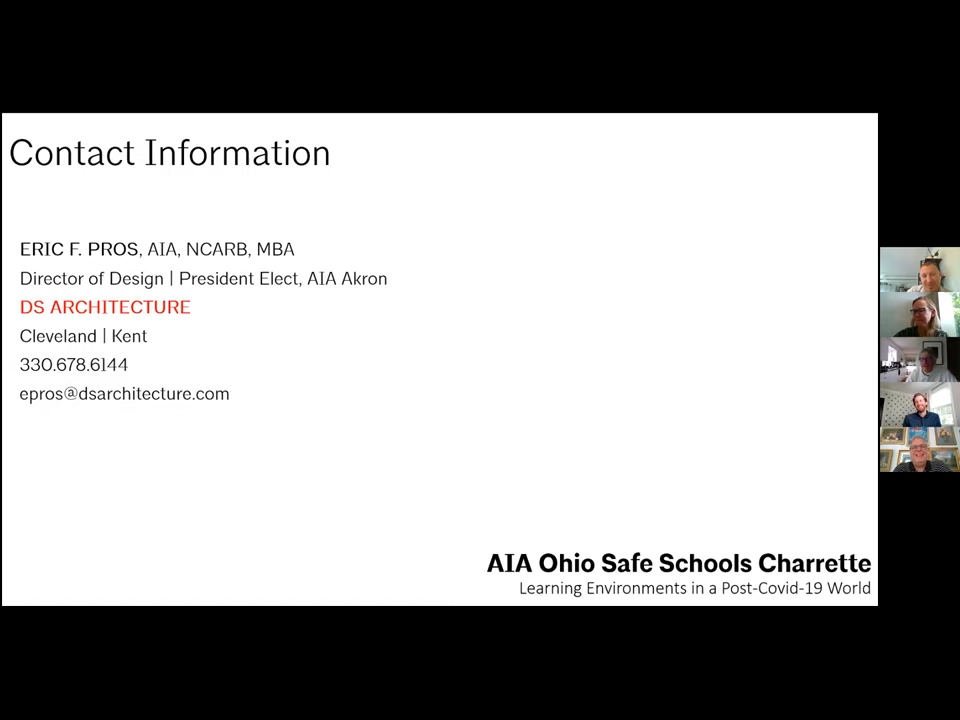 Contact Information
ERIC F. PROS, AIA, NCARB, MBA
Director of Design | President Elect, AIA Akron
DS ARCHITECTURE
Cleveland | Kent
330.678.6144
epros@dsarchitecture.com
AIA Ohio Safe Schools Charrette
Learning Environments in a Post-Covid-19 World